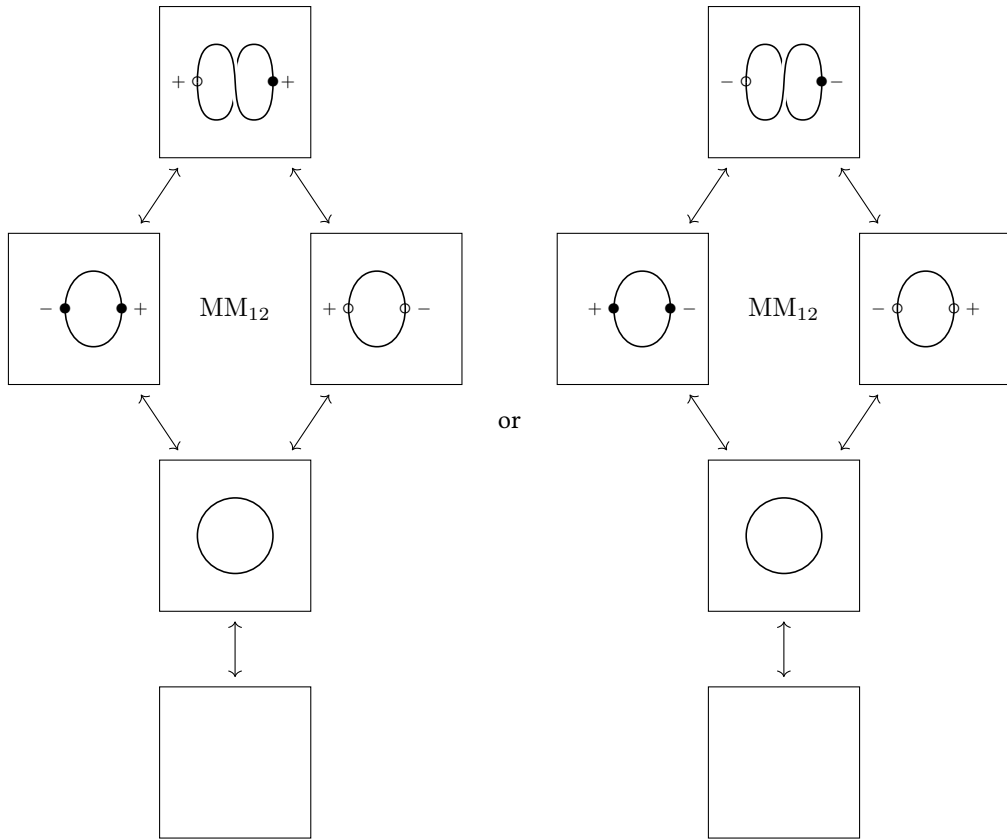 + + − −
− + MM₁₂ + − + − MM₁₂ − +
or